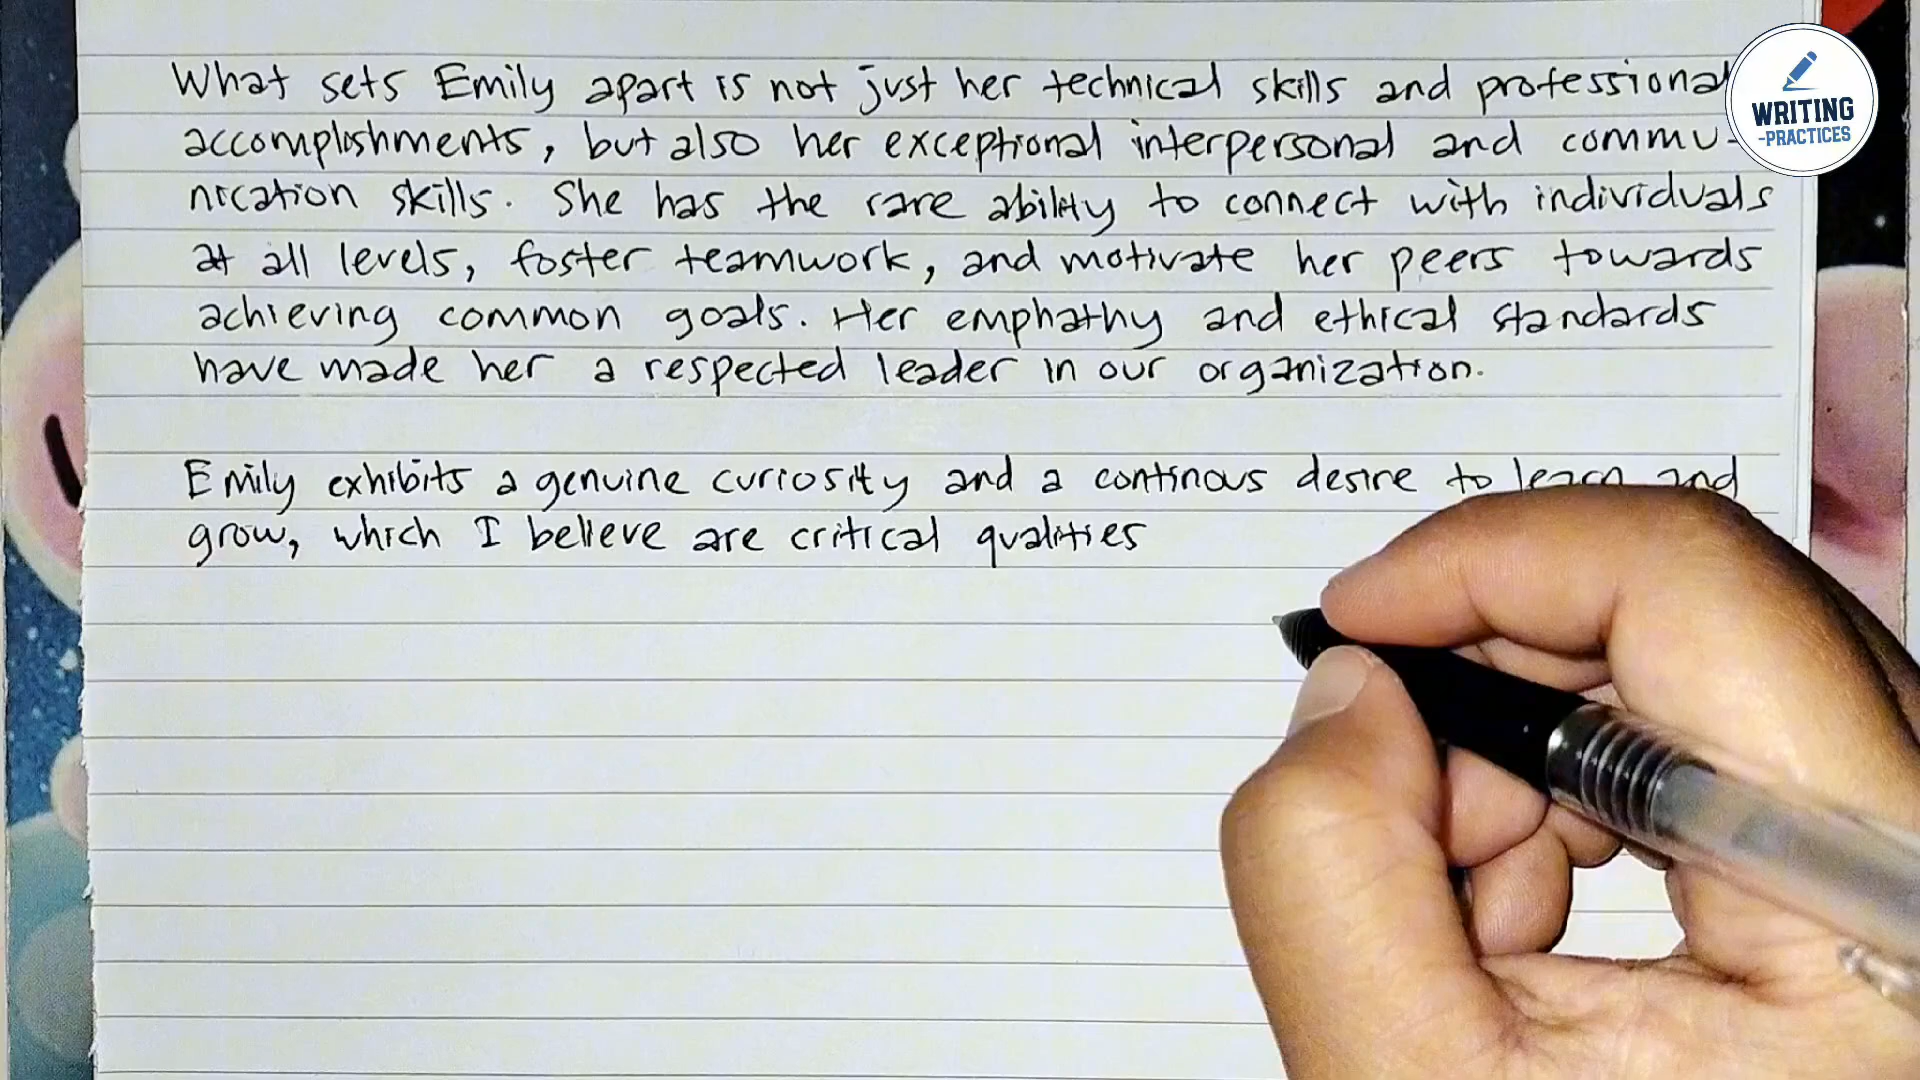 What sets Emily apart is not just her technical skills and professional
accomplishments, but also her exceptional interpersonal and commu-
nication skills. She has the rare ability to connect with individuals
at all levels, foster teamwork, and motivate her peers towards
achieving common goals. Her emphathy and ethical standards
have made her a respected leader in our organization.
Emily exhibits a genuine curiosity and a continous desire to learn and
grow, which I believe are critical qualities
WRITING
-PRACTICES